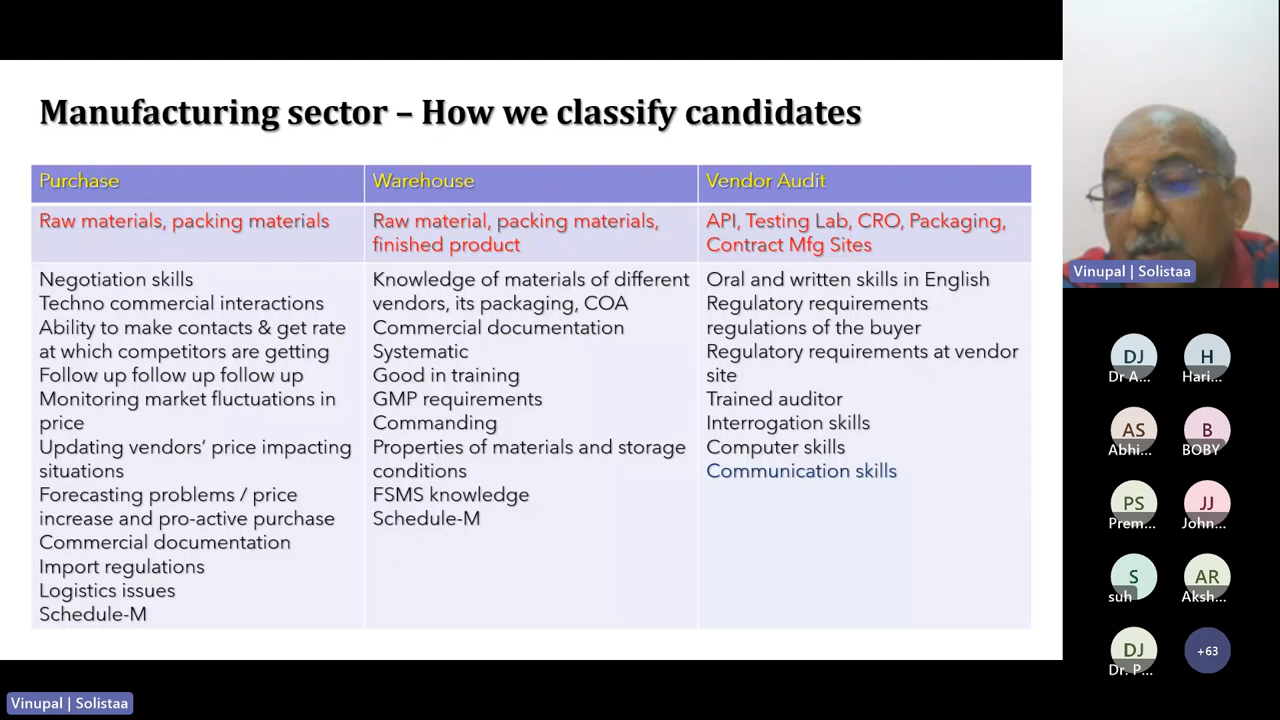 Manufacturing sector – How we classify candidates
Purchase
Raw materials, packing materials
Negotiation skills
Techno commercial interactions
Ability to make contacts & get rate
at which competitors are getting
Follow up follow up follow up
Monitoring market fluctuations in
price
Updating vendors’ price impacting
situations
Forecasting problems / price
increase and pro-active purchase
Commercial documentation
Import regulations
Logistics issues
Schedule-M
Warehouse
Raw material, packing materials,
finished product
Knowledge of materials of different
vendors, its packaging, COA
Commercial documentation
Systematic
Good in training
GMP requirements
Commanding
Properties of materials and storage
conditions
FSMS knowledge
Schedule-M
Vendor Audit
API, Testing Lab, CRO, Packaging,
Contract Mfg Sites
Oral and written skills in English
Regulatory requirements
regulations of the buyer
Regulatory requirements at vendor
site
Trained auditor
Interrogation skills
Computer skills
Communication skills
Vinupal | Solistaa
DJ
Dr A...
H
Hari...
AS
Abhi...
B
BOBY
PS
Prem...
JJ
John...
S
suh
AR
Aksh...
DJ
Dr. P...
+63
Vinupal | Solistaa